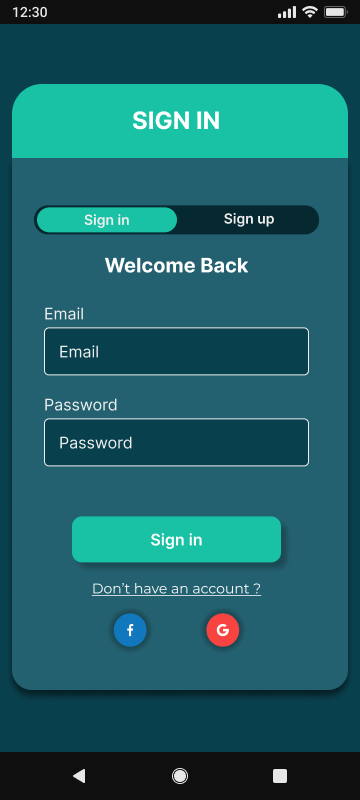 12:30
SIGN IN
Sign in
Sign up
Welcome Back
Email
Email
Password
Password
Sign in
Don't have an account ?
f
G